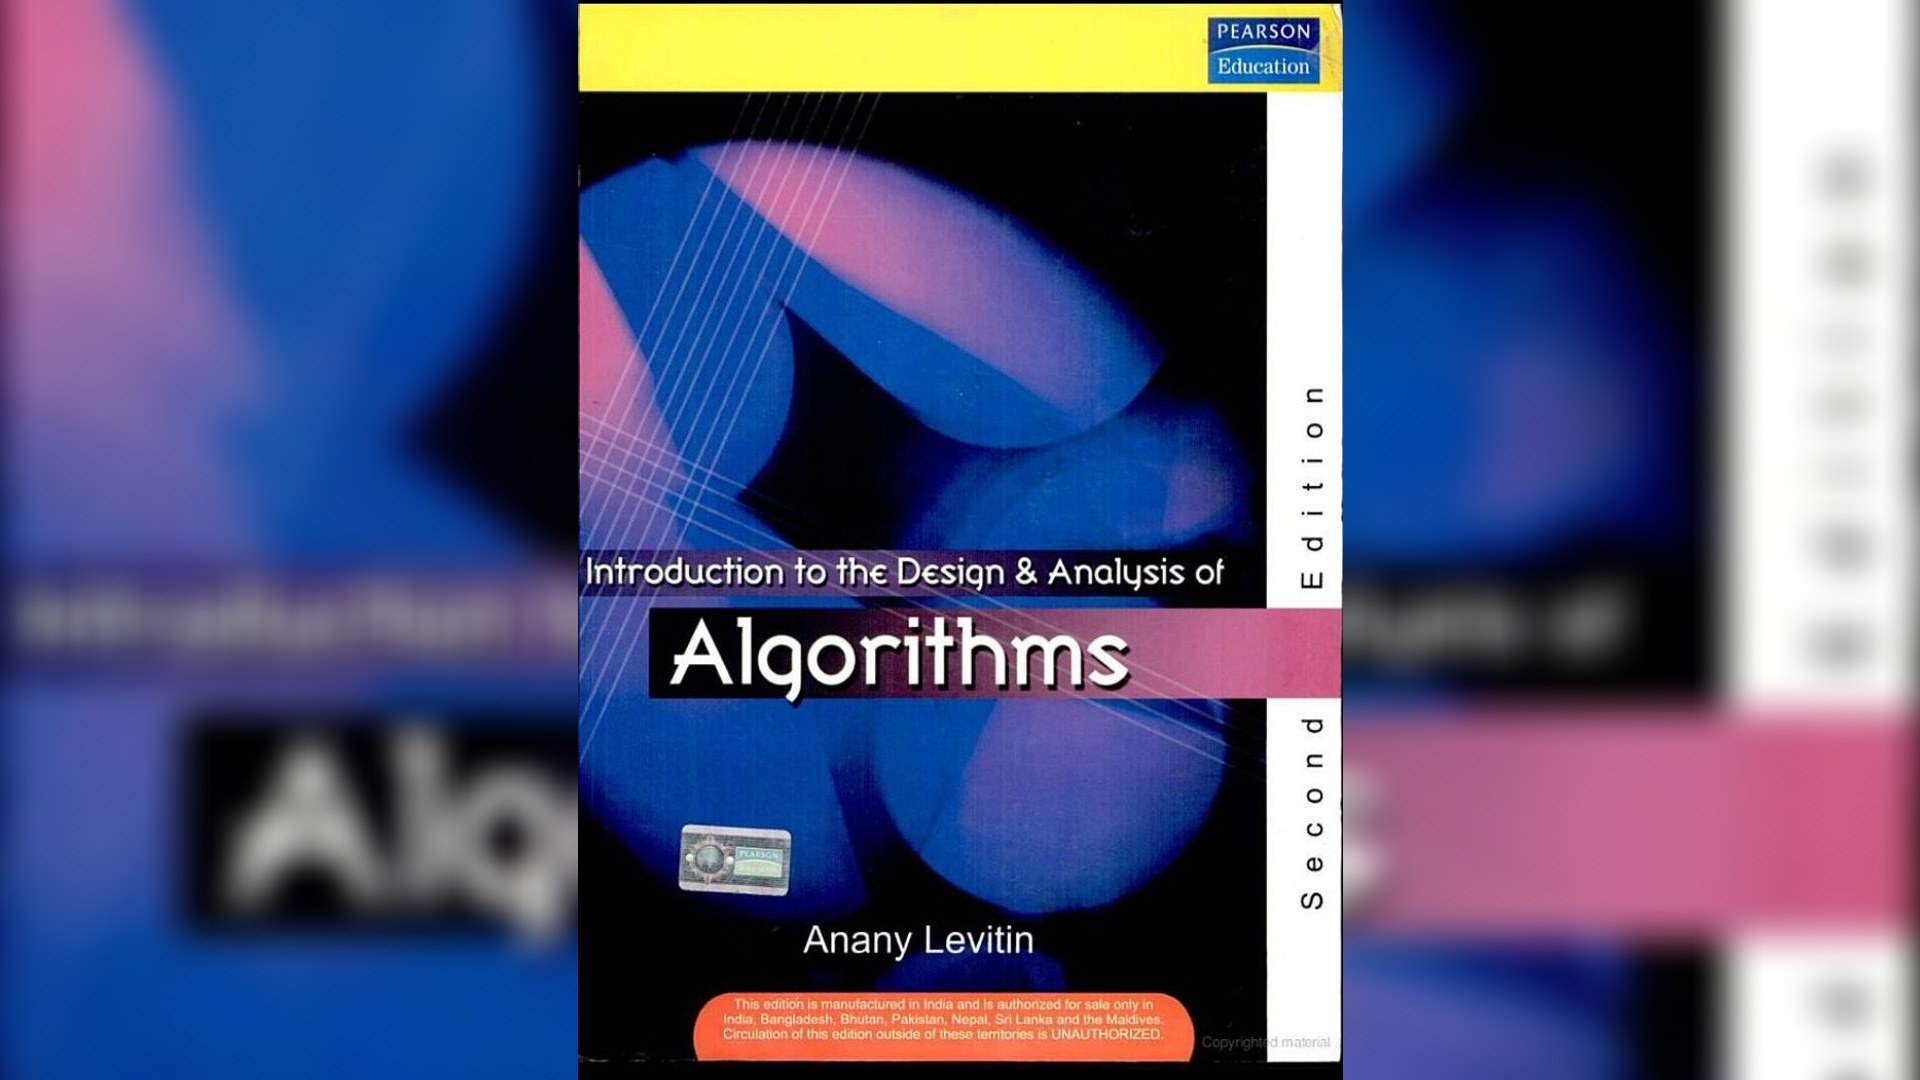 PEARSON
Education
Introduction to the Design & Analysis of
Algorithms
Second Edition
PEARSON
Anany Levitin
This edition is manufactured in India and is authorized for sale only in
India, Bangladesh, Bhutan, Pakistan, Nepal, Sri Lanka and the Maldives.
Circulation of this edition outside of these territories is UNAUTHORIZED.
Copyrighted material